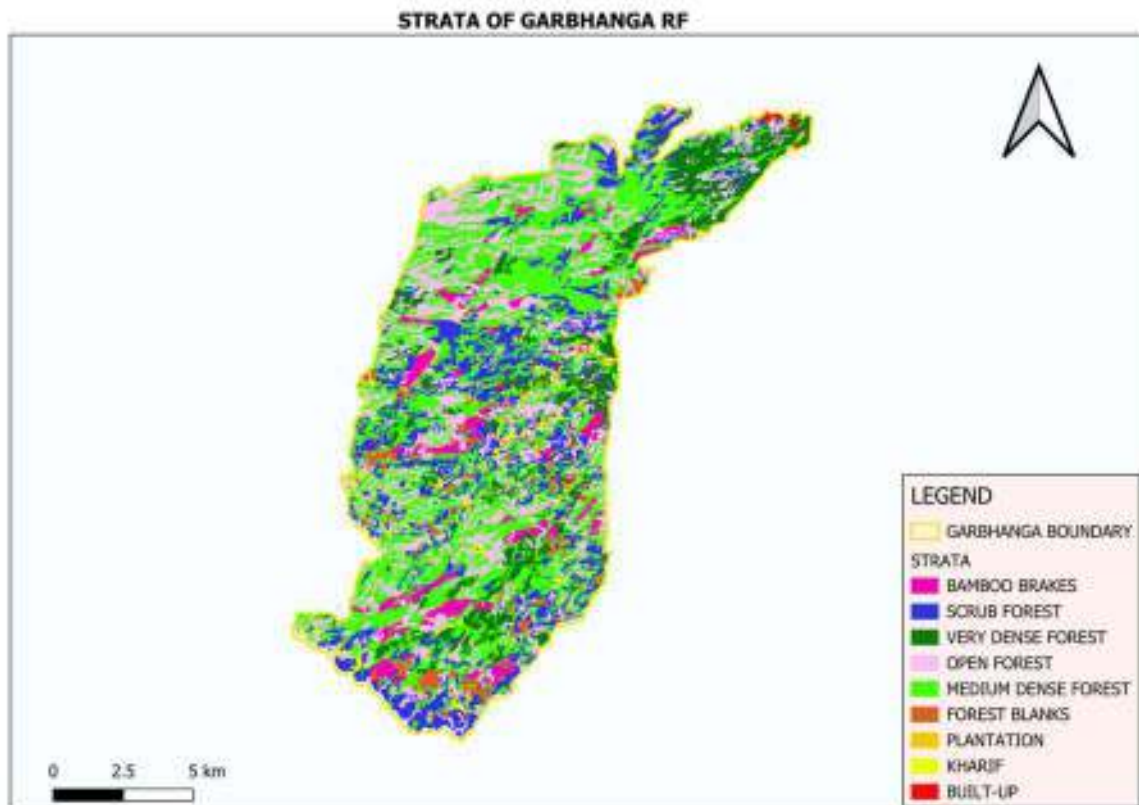 STRATA OF GARBHANGA RF
LEGEND
GARBHANGA BOUNDARY
STRATA
BAMBOO BRAKES
SCRUB FOREST
VERY DENSE FOREST
OPEN FOREST
MEDIUM DENSE FOREST
FOREST BLANKS
PLANTATION
KHARIF
BUILT-UP
0 2.5 5 km